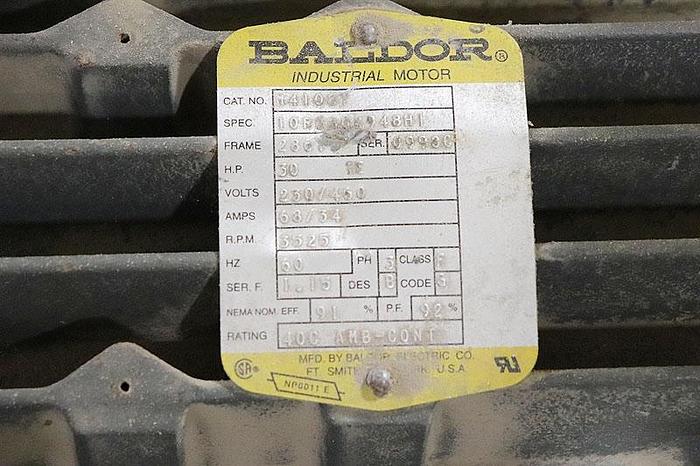 BALDOR ®
INDUSTRIAL MOTOR
CAT. NO.
SPEC.
FRAME SER.
H.P. 30
VOLTS 230/460
AMPS 68/34
R.P.M. 3525
HZ 60 PH 3 CLASS F
SER. F. 1.15 DES B CODE G
NEMA NOM. EFF. 91 % P.F. 92 %
RATING 40C AMB-CONT
MFD. BY BALDOR ELECTRIC CO.
FT. SMITH U.S.A.
NP0011 E